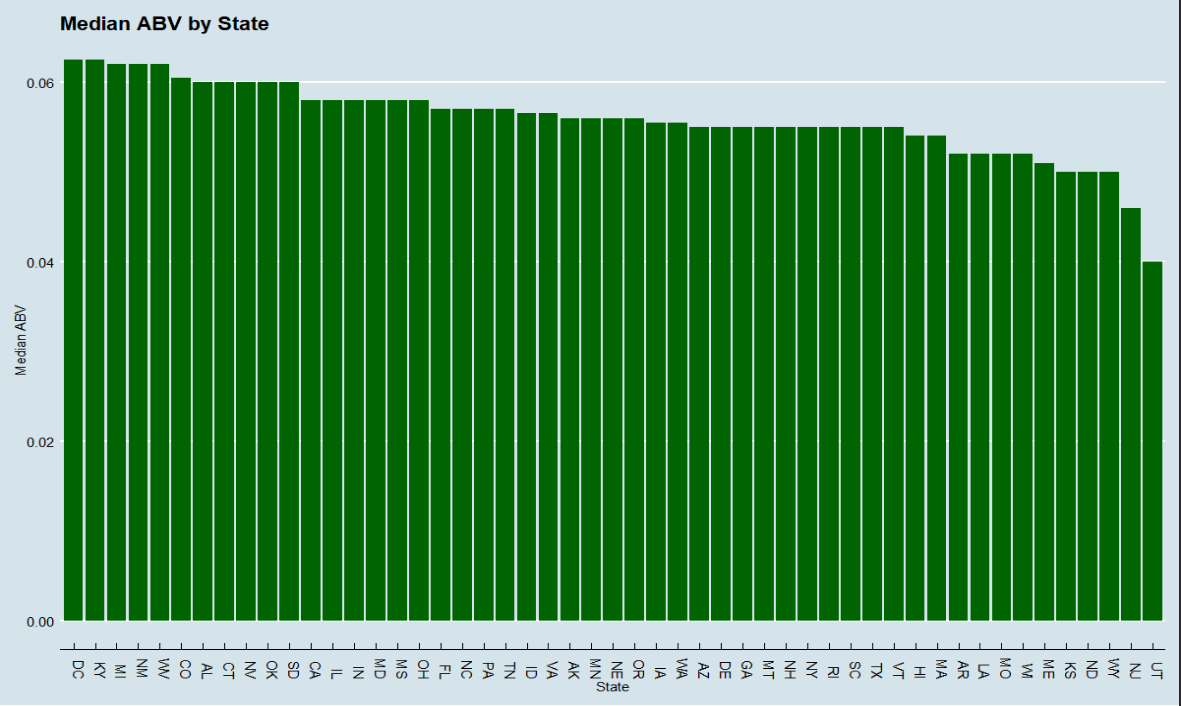 Median ABV by State
0.06
0.04
0.02
0.00
Median ABV
DC KY MI NM WV CO AL CT NV OK SD CA IL IN MD MS OH FL NC PA TN ID VA AK MN NE OR IA WA AZ DE GA MT NH NY RI SC TX VT HI MA AR LA MO WI ME KS ND WY NJ UT
State